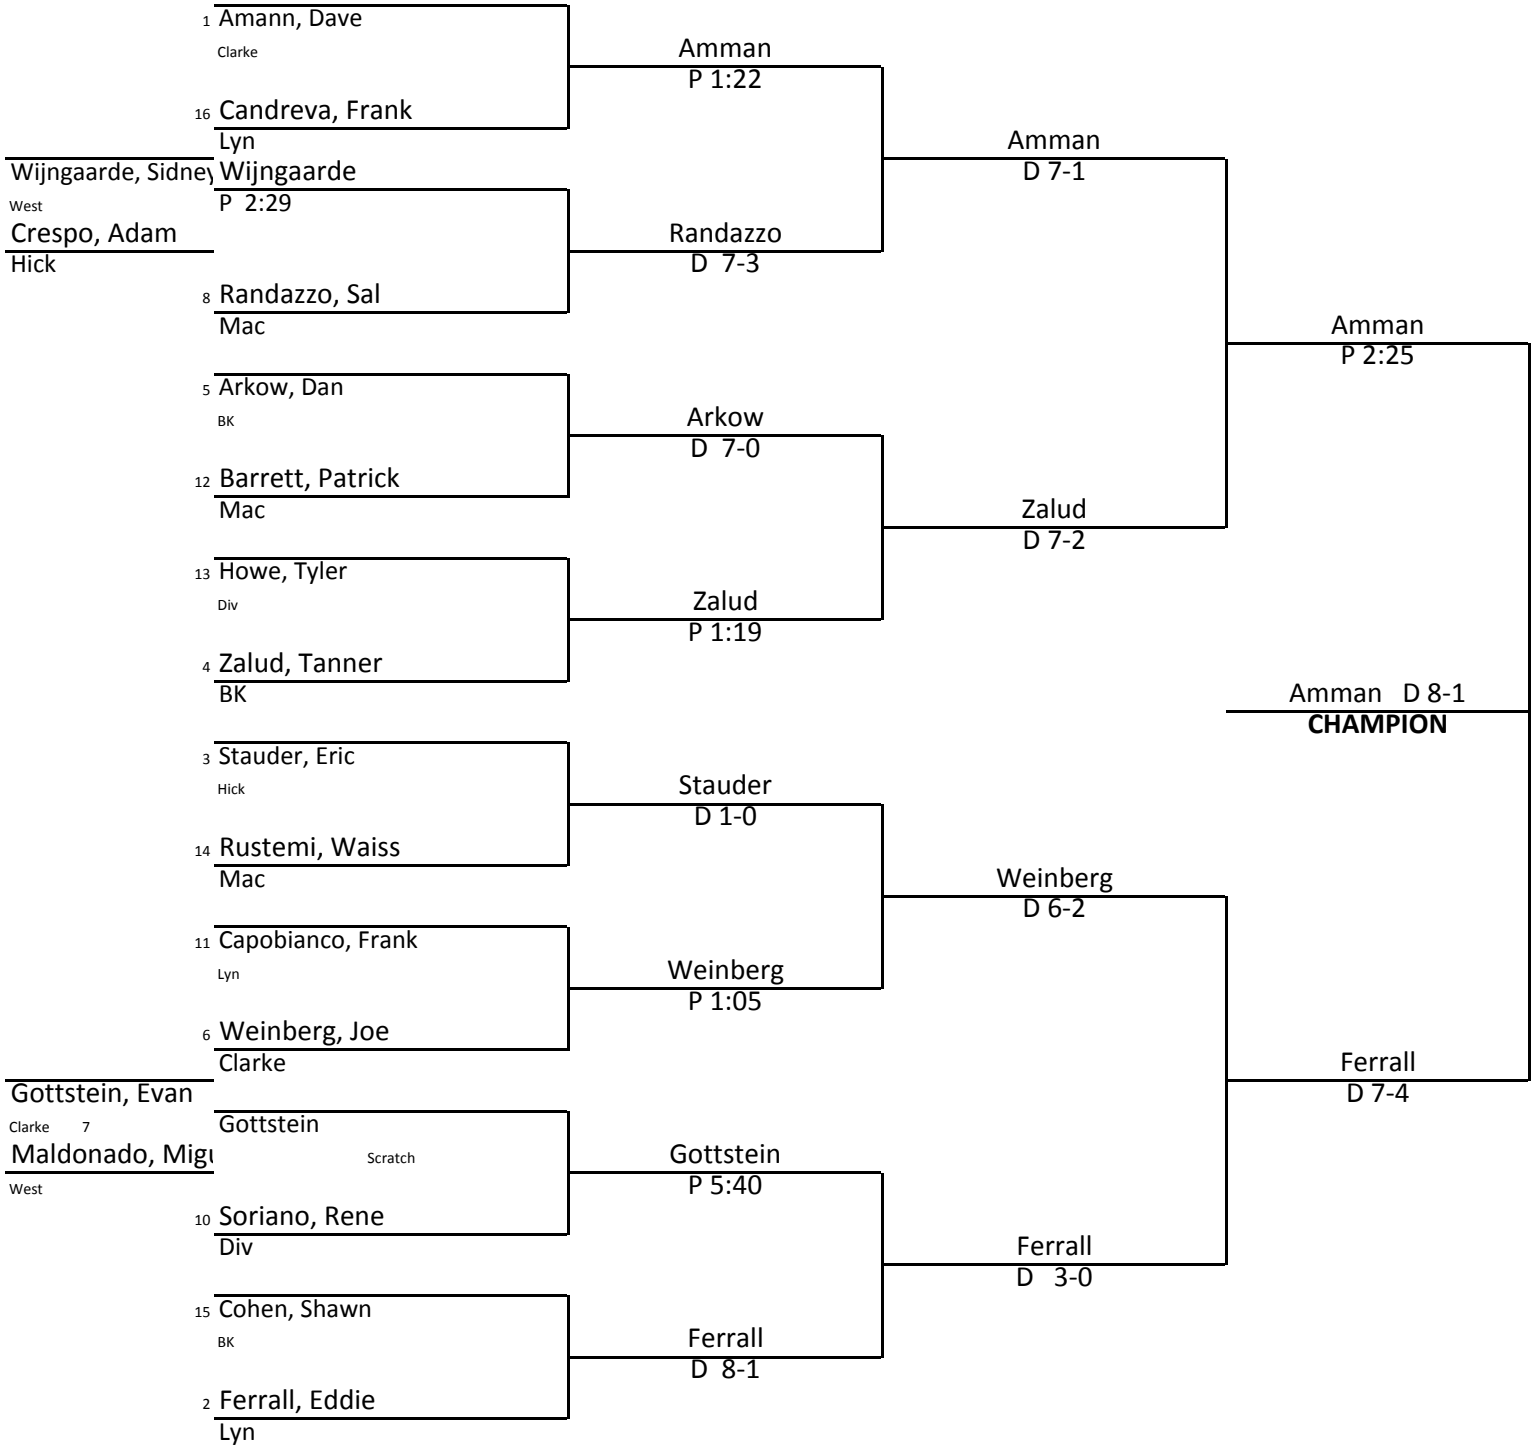 1 Amann, Dave
Clarke
16 Candreva, Frank
Lyn
Wijngaarde, Sidney
West
Crespo, Adam
Hick
Wijngaarde
P 2:29
8 Randazzo, Sal
Mac
5 Arkow, Dan
BK
12 Barrett, Patrick
Mac
13 Howe, Tyler
Div
4 Zalud, Tanner
BK
3 Stauder, Eric
Hick
14 Rustemi, Waiss
Mac
11 Capobianco, Frank
Lyn
6 Weinberg, Joe
Clarke
Gottstein, Evan
Clarke 7
Maldonado, Migu
West
Gottstein
Scratch
10 Soriano, Rene
Div
15 Cohen, Shawn
BK
2 Ferrall, Eddie
Lyn
Amman
P 1:22
Randazzo
D 7-3
Arkow
D 7-0
Zalud
P 1:19
Stauder
D 1-0
Weinberg
P 1:05
Gottstein
P 5:40
Ferrall
D 8-1
Amman
D 7-1
Zalud
D 7-2
Weinberg
D 6-2
Ferrall
D 3-0
Amman
P 2:25
Ferrall
D 7-4
Amman D 8-1
CHAMPION